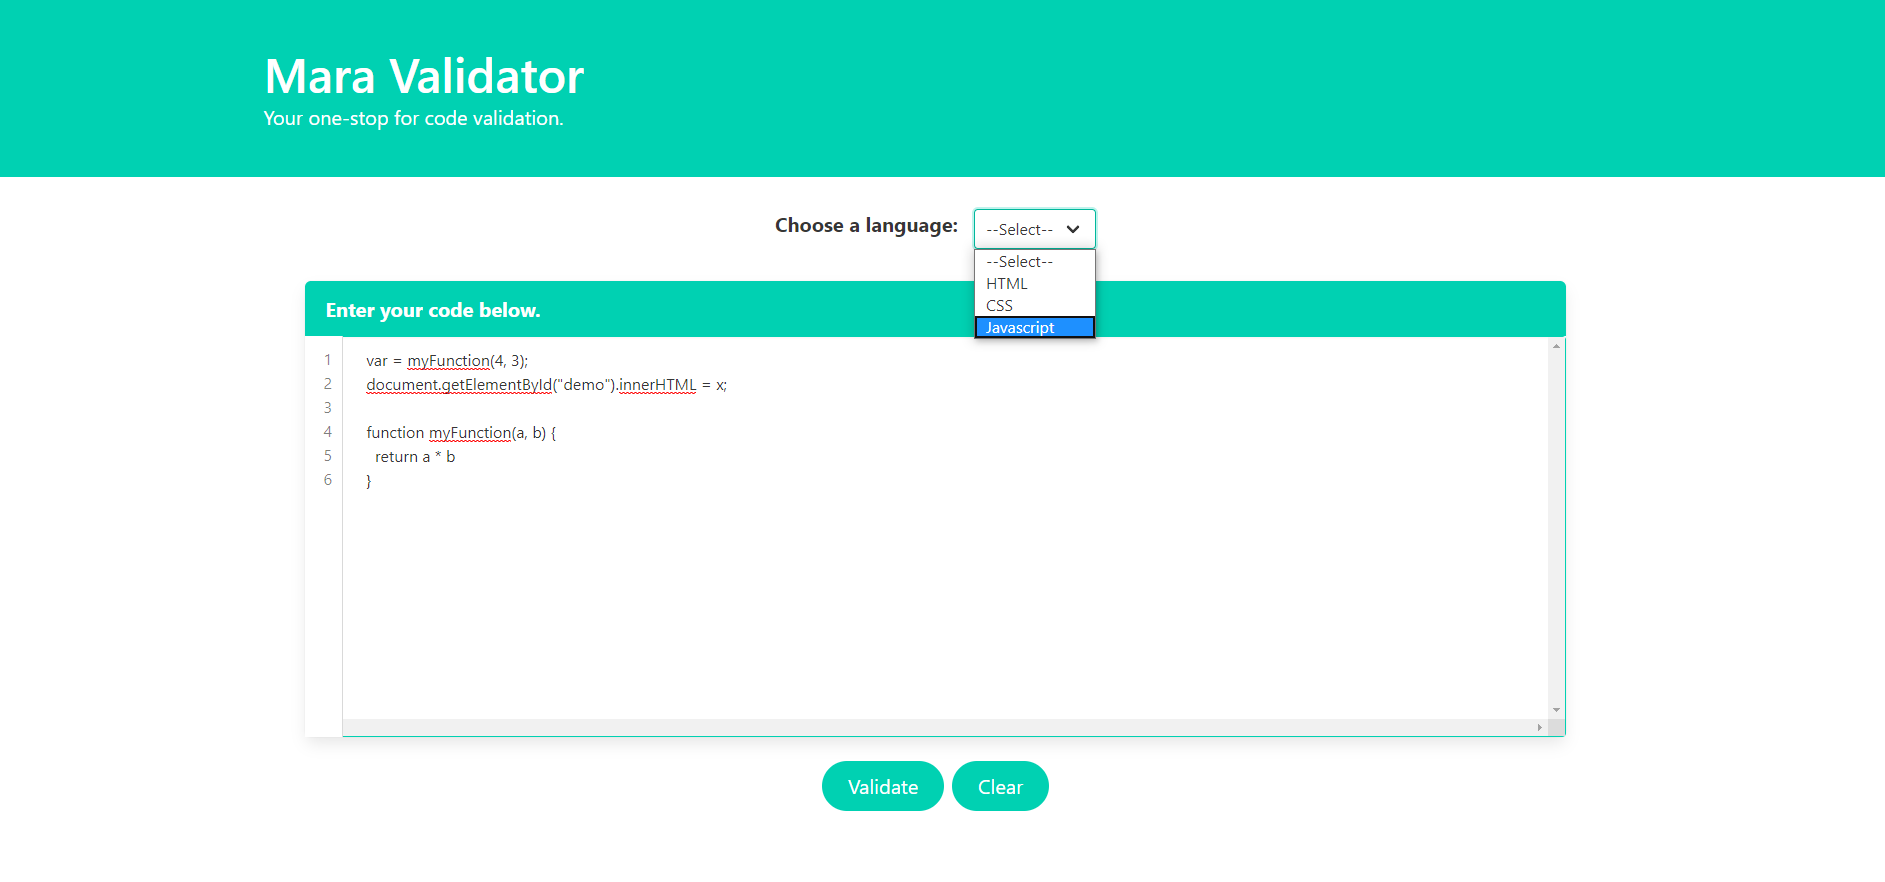 Mara Validator
Your one-stop for code validation.
Choose a language:
--Select--
--Select--
HTML
CSS
Javascript
Enter your code below.
1 var = myFunction(4, 3);
2 document.getElementById("demo").innerHTML = x;
3
4 function myFunction(a, b) {
5   return a * b
6 }
Validate
Clear